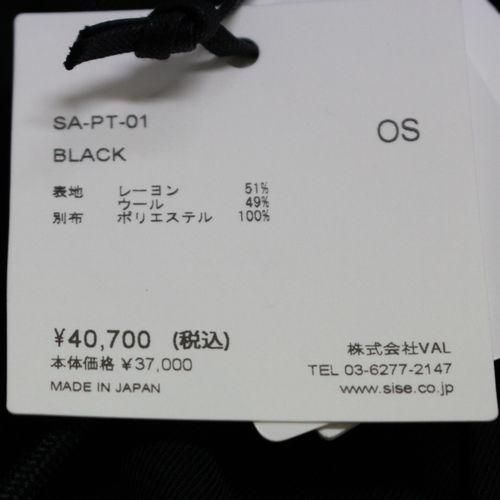 SA-PT-01
OS
BLACK
表地 レーヨン 51%
ウール 49%
別布 ポリエステル 100%
¥40,700 (税込)
本体価格 ¥37,000
MADE IN JAPAN
株式会社VAL
TEL 03-6277-2147
www.sise.co.jp